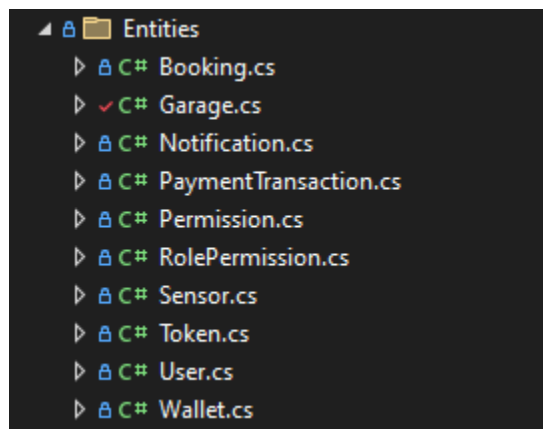 Entities
C# Booking.cs
C# Garage.cs
C# Notification.cs
C# PaymentTransaction.cs
C# Permission.cs
C# RolePermission.cs
C# Sensor.cs
C# Token.cs
C# User.cs
C# Wallet.cs